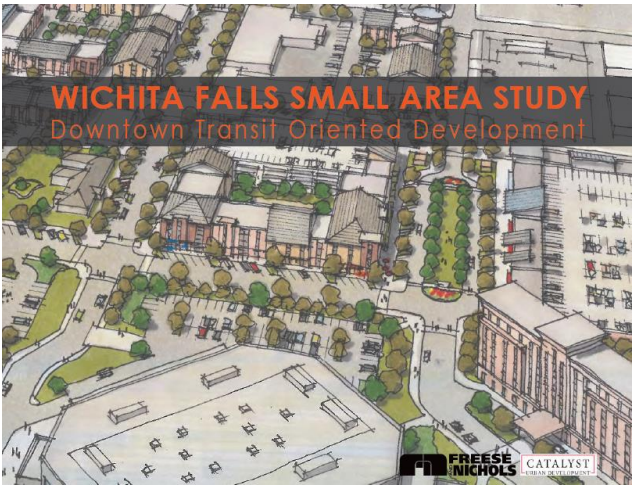 WICHITA FALLS SMALL AREA STUDY
Downtown Transit Oriented Development
FREESE
NICHOLS
CATALYST
URBAN DEVELOPMENT